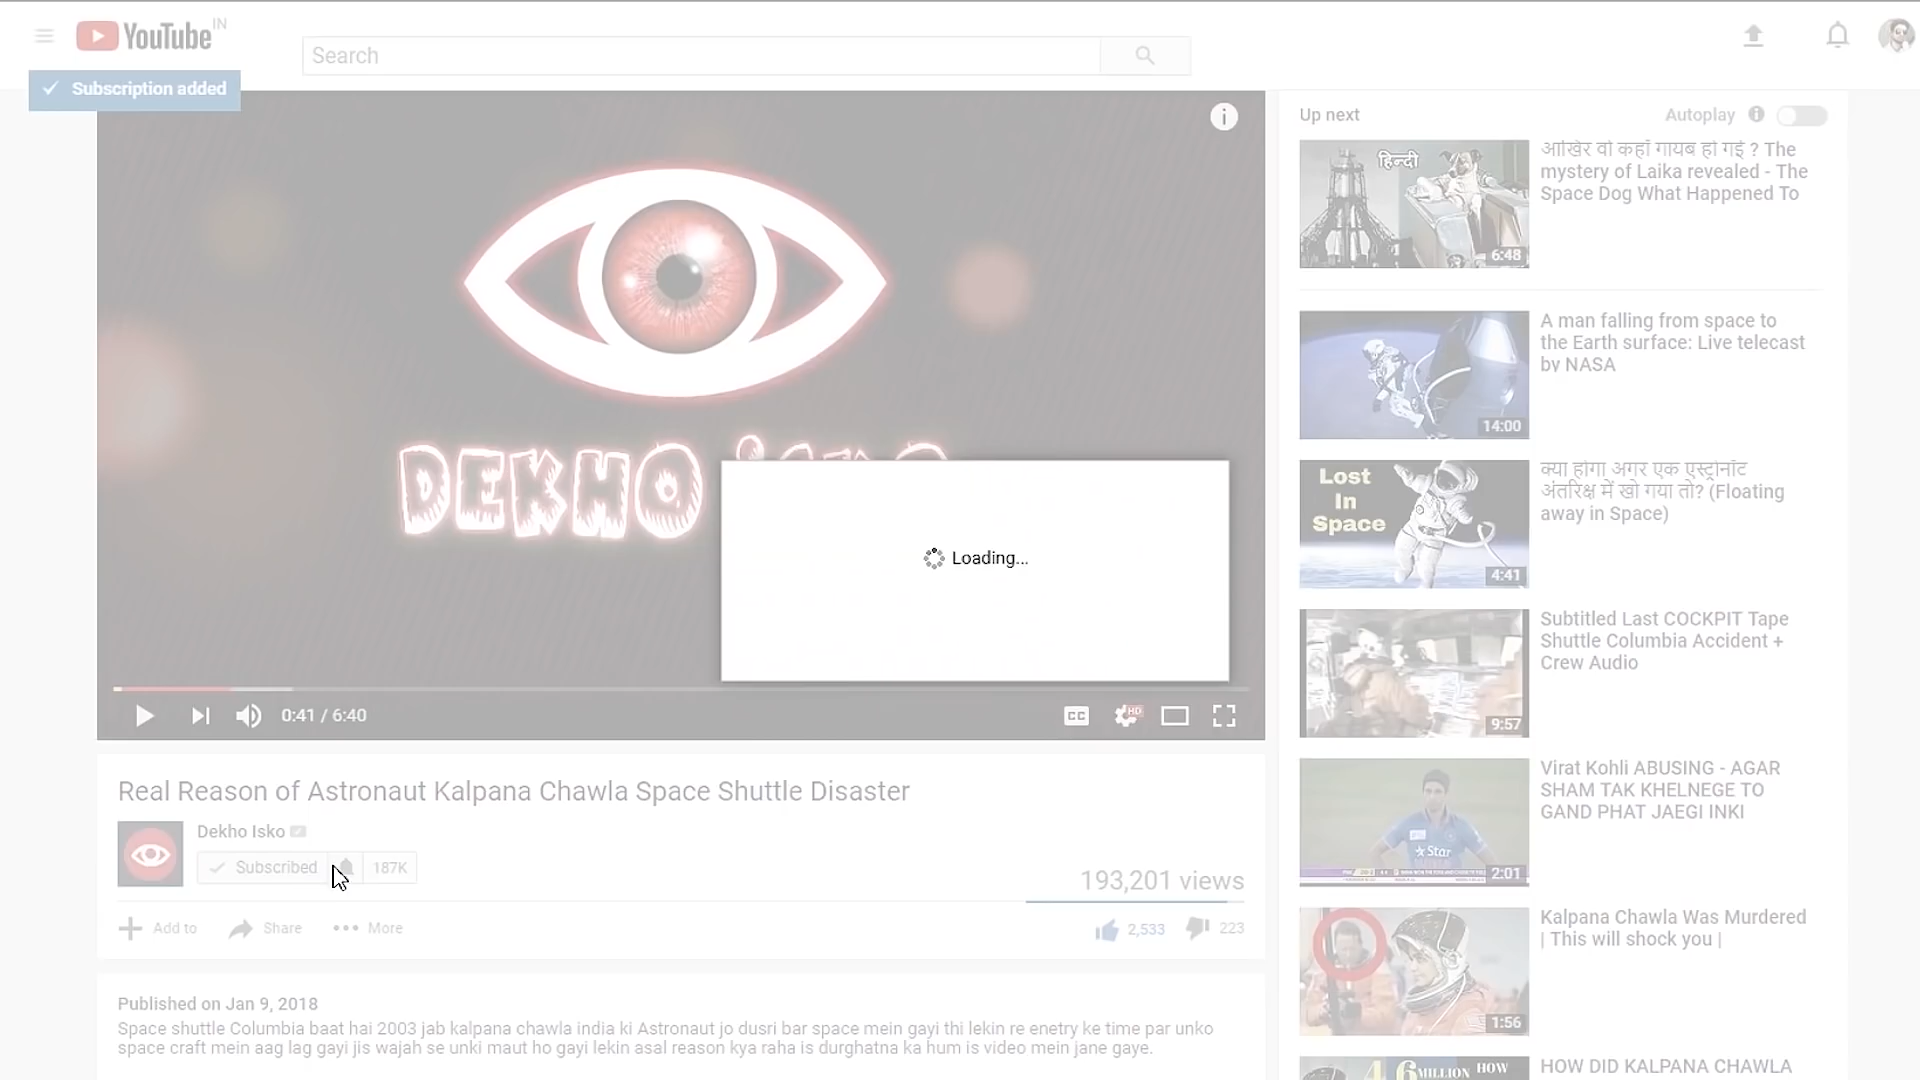 YouTube IN
Search
Subscription added
DEKHO
Loading...
0:41 / 6:40
CC
HD
Real Reason of Astronaut Kalpana Chawla Space Shuttle Disaster
Dekho Isko
Subscribed 187K
193,201 views
Add to Share More
2,533 223
Published on Jan 9, 2018
Space shuttle Columbia baat hai 2003 jab kalpana chawla india ki Astronaut jo dusri bar space mein gayi thi lekin re enetry ke time par unko
space craft mein aag lag gayi jis wajah se unki maut ho gayi lekin asal reason kya raha is durghatna ka hum is video mein jane gaye.
Up next Autoplay
हिन्दी
6:48
आखिर वो कहाँ गायब हो गई ? The
mystery of Laika revealed - The
Space Dog What Happened To
14:00
A man falling from space to
the Earth surface: Live telecast
by NASA
Lost
In
Space
4:41
क्या होगा अगर एक एस्ट्रोनॉट
अंतरिक्ष में खो गया तो? (Floating
away in Space)
9:57
Subtitled Last COCKPIT Tape
Shuttle Columbia Accident +
Crew Audio
Star
2:01
Virat Kohli ABUSING - AGAR
SHAM TAK KHELNEGE TO
GAND PHAT JAEGI INKI
1:56
Kalpana Chawla Was Murdered
| This will shock you |
MILLION HOW
HOW DID KALPANA CHAWLA